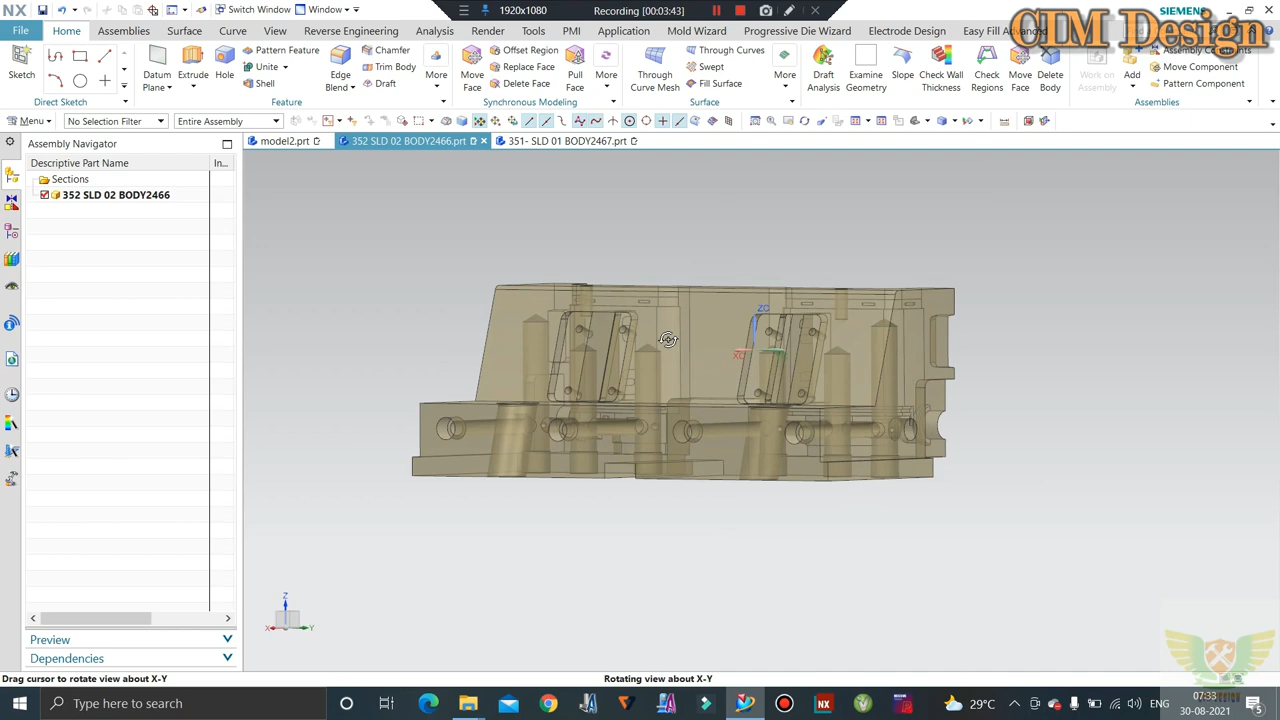 NX
Switch Window
Window
1920x1080
Recording [00:03:43]
SIEMENS
CIM Design
File
Home
Assemblies
Surface
Curve
View
Reverse Engineering
Analysis
Render
Tools
PMI
Application
Mold Wizard
Progressive Die Wizard
Electrode Design
Easy Fill Advanced
Sketch
Datum Plane
Extrude
Hole
Pattern Feature
Unite
Shell
Edge Blend
Chamfer
Trim Body
Draft
More
Move Face
Offset Region
Replace Face
Delete Face
Pull Face
More
Through Curve Mesh
Through Curves
Swept
Fill Surface
More
Draft Analysis
Examine Geometry
Slope
Check Wall Thickness
Check Regions
Move Face
Delete Body
Work on Assembly
Add
Assembly Constraints
Move Component
Pattern Component
Direct Sketch
Feature
Synchronous Modeling
Surface
Assemblies
Menu
No Selection Filter
Entire Assembly
Assembly Navigator
model2.prt
352 SLD 02 BODY2466.prt
351- SLD 01 BODY2467.prt
Descriptive Part Name
In...
Sections
352 SLD 02 BODY2466
ZC
XC
Z
X
Y
Preview
Dependencies
Drag cursor to rotate view about X-Y
Rotating view about X-Y
Type here to search
NX
29°C
ENG
07:33
30-08-2021
5